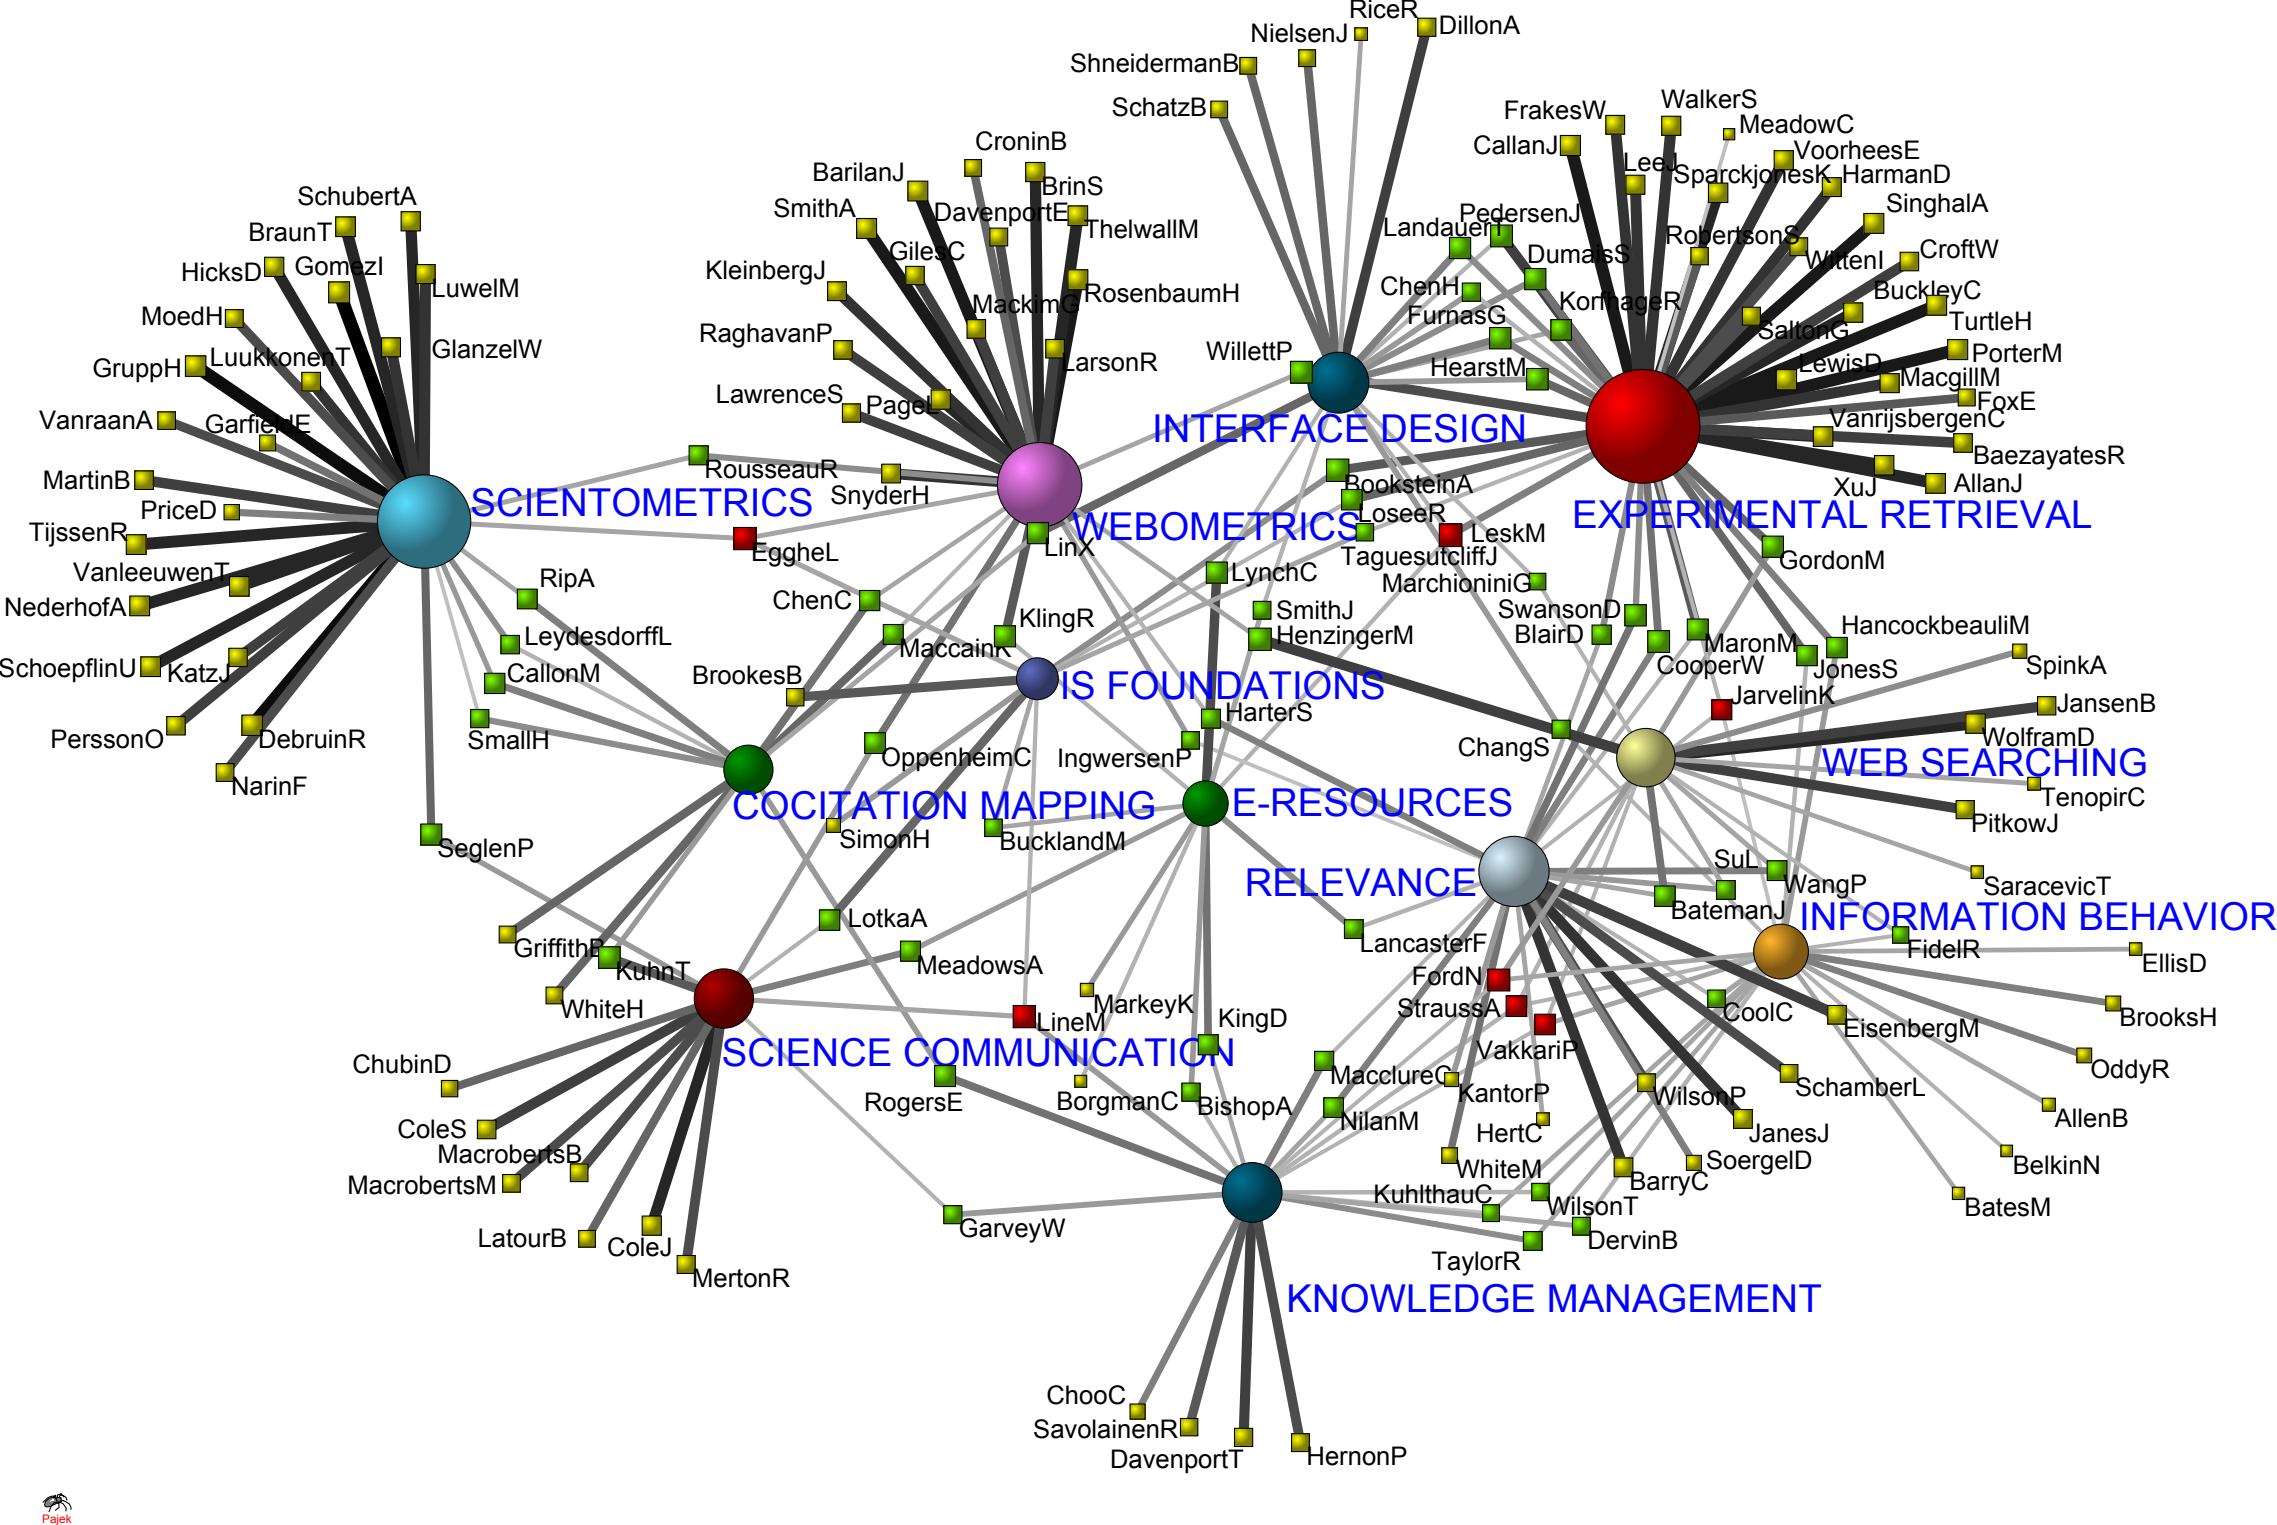 RiceR
NielsenJ
DillonA
ShneidermanB
SchatzB
FrakesW
WalkerS
MeadowC
CallanJ
VoorheesE
LeeJ
SparckjonesK
HarmanD
CroninB
BarilanJ
BrinS
SchubertA
SmithA
DavenportE
ThelwallM
PedersenJ
LandauerT
SinghalA
BraunT
RobertsonS
CroftW
GilesC
DumaisS
WittenI
HicksD
GomezI
KleinbergJ
LuwelM
RosenbaumH
ChenH
BuckleyC
MackimG
KorfhageR
MoedH
FurnasG
TurtleH
RaghavanP
SaltonG
GlanzelW
WillettP
PorterM
LuukkonenT
GruppH
LarsonR
HearstM
LewisD
MacgillM
LawrenceS
PageL
FoxE
VanraanA
GarfieldE
INTERFACE DESIGN
VanrijsbergenC
BaezayatesR
RousseauR
MartinB
SnyderH
BooksteinA
XuJ
AllanJ
SCIENTOMETRICS
PriceD
LoseeR
EXPERIMENTAL RETRIEVAL
WEBOMETRICS
TijssenR
EggheL
LinX
LeskM
TaguesutcliffJ
GordonM
VanleeuwenT
RipA
LynchC
MarchioniniG
NederhofA
ChenC
SmithJ
SwansonD
KlingR
HenzingerM
BlairD
HancockbeauliM
LeydesdorffL
MaccainK
MaronM
CooperW
JonesS
SpinkA
SchoepflinU
KatzJ
CallonM
BrookesB
IS FOUNDATIONS
JarvelinK
JansenB
PerssonO
DebruinR
SmallH
HarterS
OppenheimC
IngwersenP
ChangS
WolframD
WEB SEARCHING
NarinF
COCITATION MAPPING
E-RESOURCES
TenopirC
SimonH
BucklandM
PitkowJ
SeglenP
SuL
RELEVANCE
WangP
SaracevicT
LotkaA
BatemanJ
INFORMATION BEHAVIOR
GriffithB
LancasterF
FidelR
KuhnT
MeadowsA
FordN
EllisD
WhiteH
MarkeyK
StraussA
CoolC
EisenbergM
BrooksH
LineM
KingD
SCIENCE COMMUNICATION
VakkariP
ChubinD
MacclureC
OddyR
RogersE
BorgmanC
BishopA
KantorP
WilsonP
SchamberL
NilanM
AllenB
ColeS
HertC
JanesJ
MacrobertsB
WhiteM
SoergelD
BelkinN
MacrobertsM
BarryC
KuhlthauC
WilsonT
BatesM
GarveyW
LatourB
ColeJ
DervinB
TaylorR
MertonR
KNOWLEDGE MANAGEMENT
ChooC
SavolainenR
DavenportT
HernonP
Pajek